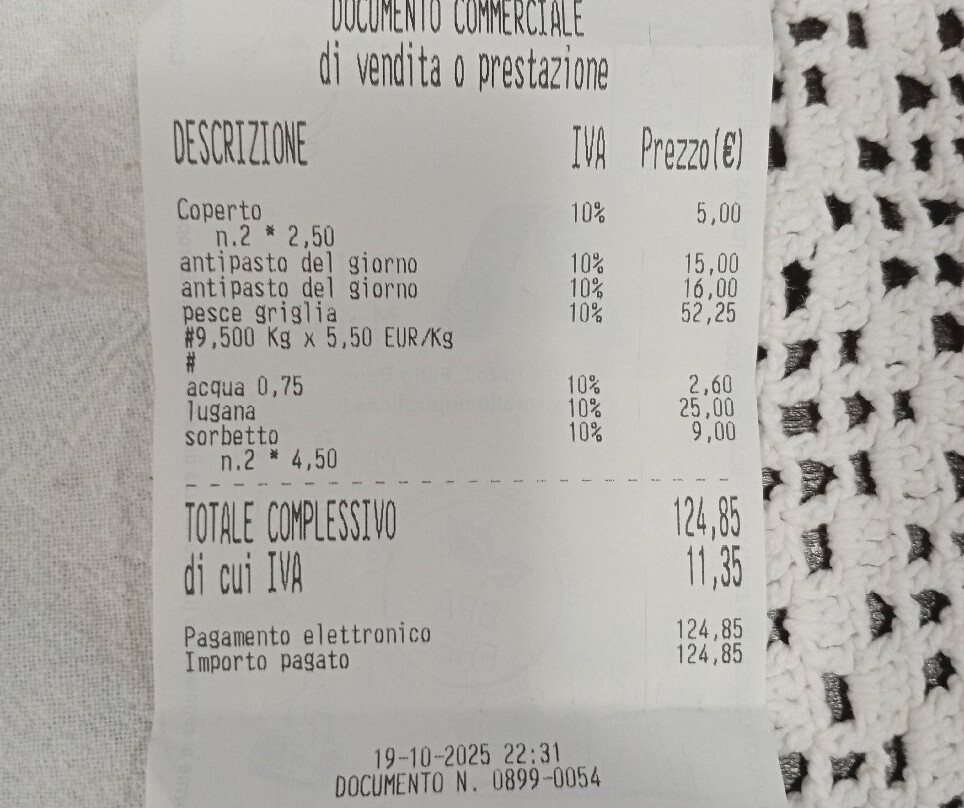 DOCUMENTO COMMERCIALE
di vendita o prestazione
DESCRIZIONE IVA Prezzo(€)
Coperto 10% 5,00
n.2 * 2,50
antipasto del giorno 10% 15,00
antipasto del giorno 10% 16,00
pesce griglia 10% 52,25
#9,500 Kg x 5,50 EUR/Kg
#
acqua 0,75 10% 2,60
lugana 10% 25,00
sorbetto 10% 9,00
n.2 * 4,50
TOTALE COMPLESSIVO 124,85
di cui IVA 11,35
Pagamento elettronico 124,85
Importo pagato 124,85
19-10-2025 22:31
DOCUMENTO N. 0899-0054